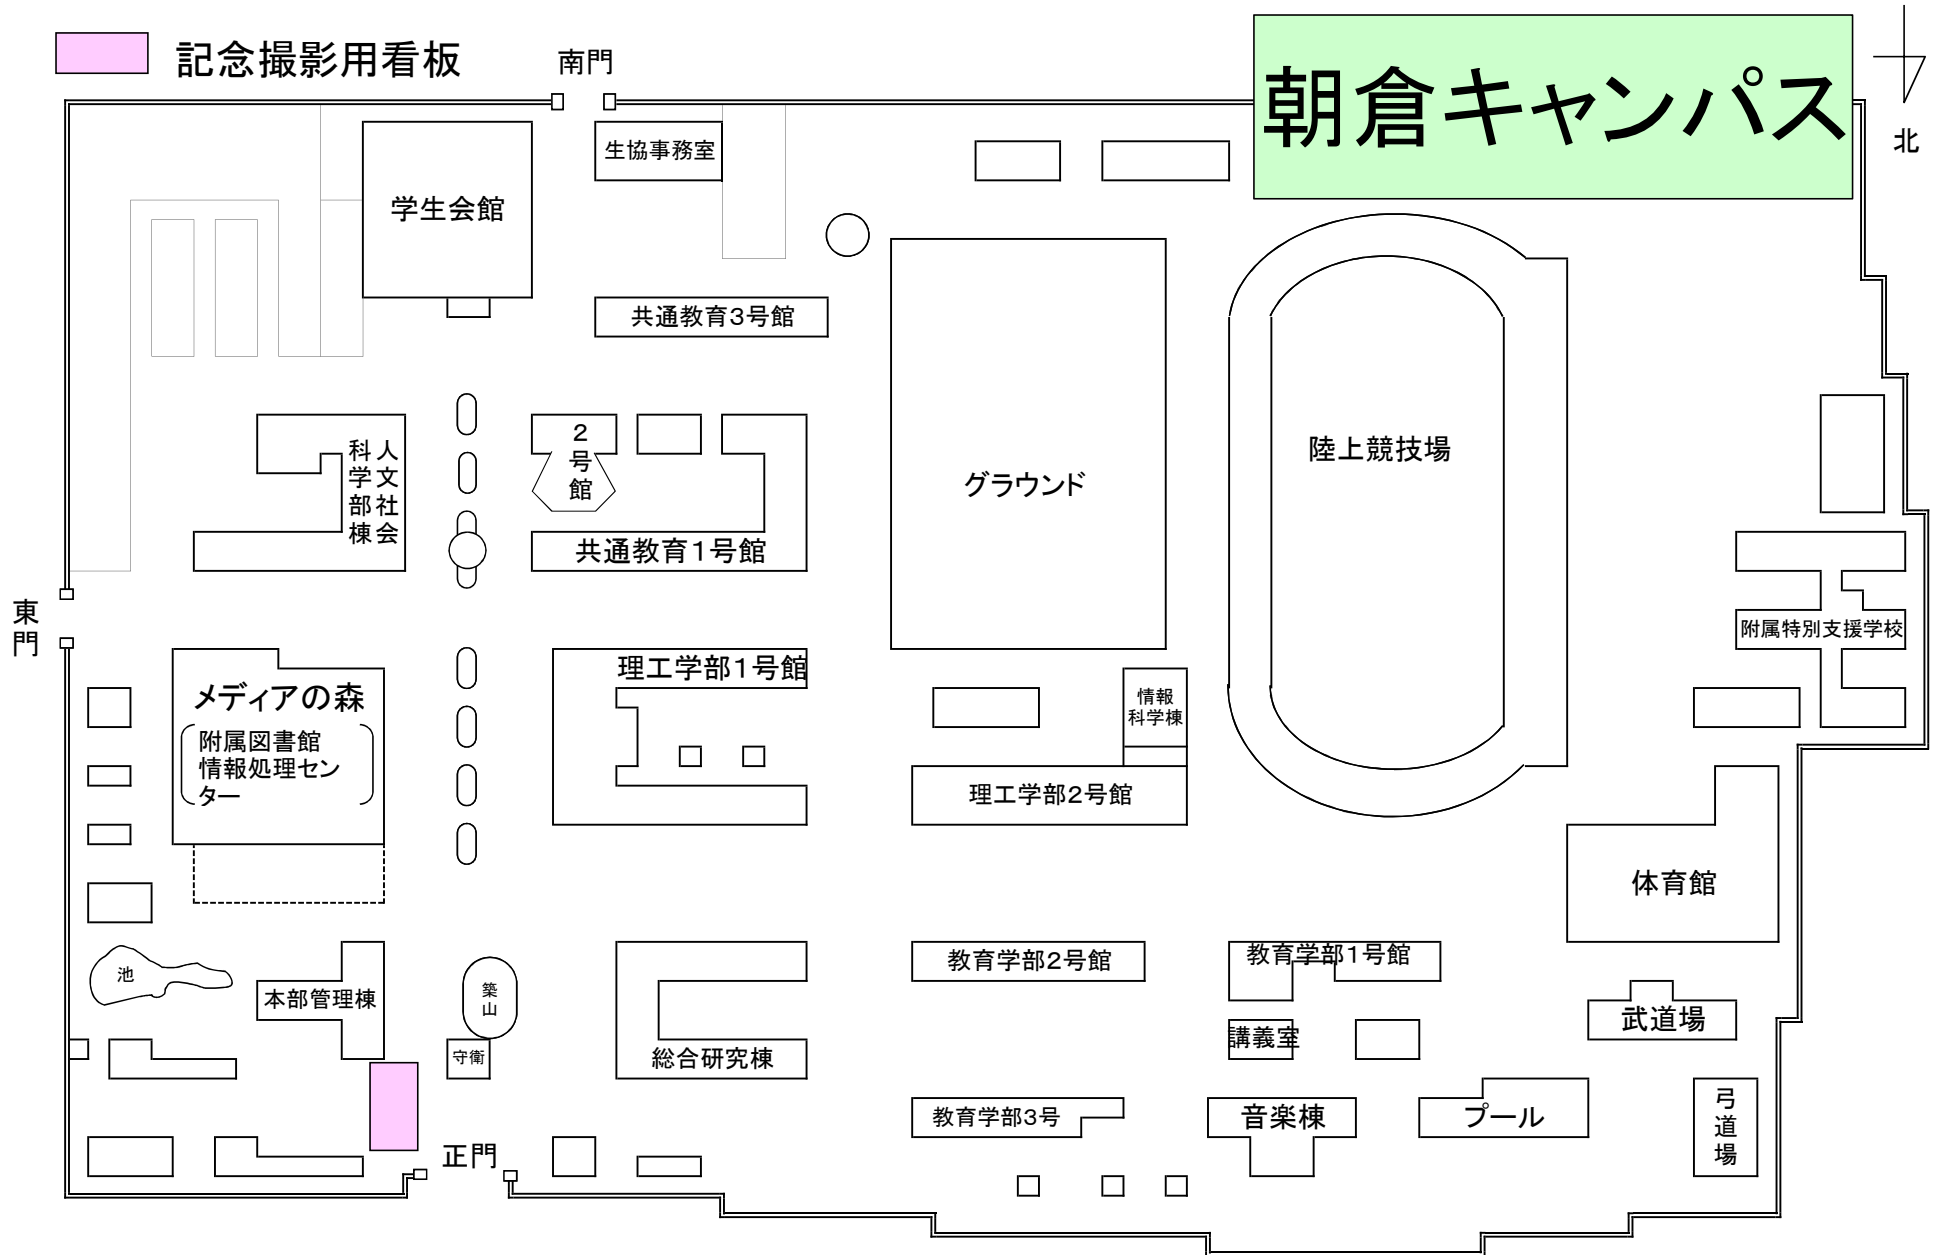 記念撮影用看板
南門
朝倉キャンパス
北
生協事務室
学生会館
共通教育3号館
人文社会
科学部棟
2
号
館
共通教育1号館
グラウンド
陸上競技場
東
門
附属特別支援学校
理工学部1号館
メディアの森
附属図書館
情報処理セン
ター
情報
科学棟
理工学部2号館
体育館
池
本部管理棟
築
山
守衛
総合研究棟
教育学部2号館
教育学部1号館
講義室
武道場
教育学部3号
音楽棟
プール
弓
道
場
正門